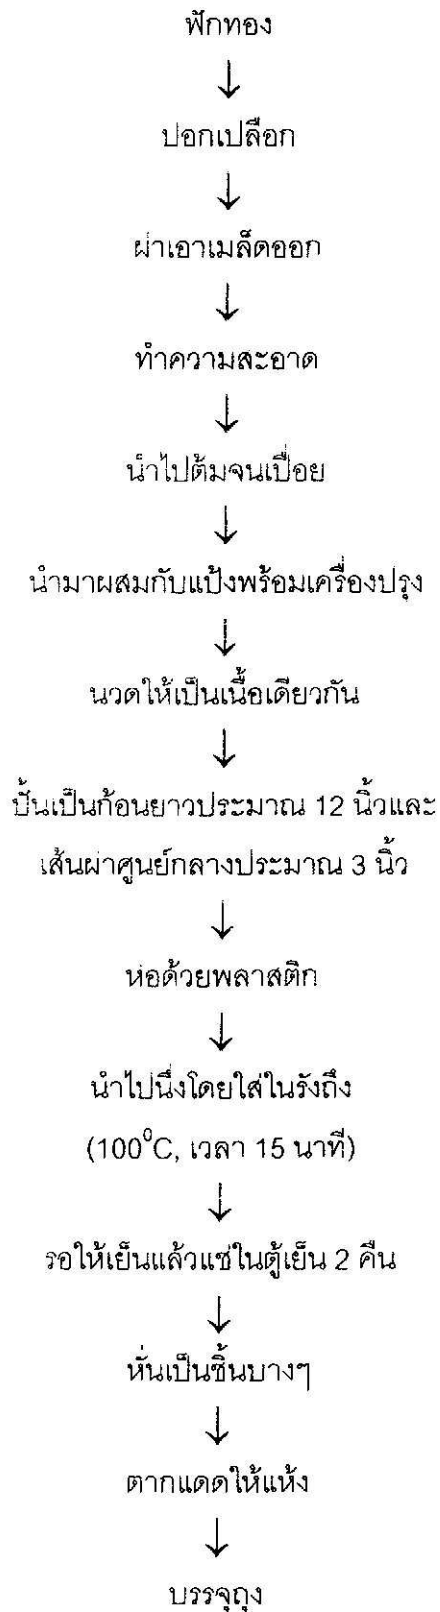 ฟักทอง
↓
ปอกเปลือก
↓
ผ่าเอาเมล็ดออก
↓
ทำความสะอาด
↓
นำไปต้มจนเปื่อย
↓
นำมาผสมกับแป้งพร้อมเครื่องปรุง
↓
นวดให้เป็นเนื้อเดียวกัน
↓
ปั้นเป็นก้อนยาวประมาณ 12 นิ้วและ
เส้นผ่าศูนย์กลางประมาณ 3 นิ้ว
↓
ห่อด้วยพลาสติก
↓
นำไปนึ่งโดยใส่ในรังถึง
(100⁰C, เวลา 15 นาที)
↓
รอให้เย็นแล้วแช่ในตู้เย็น 2 คืน
↓
หั่นเป็นชิ้นบางๆ
↓
ตากแดดให้แห้ง
↓
บรรจุถุง